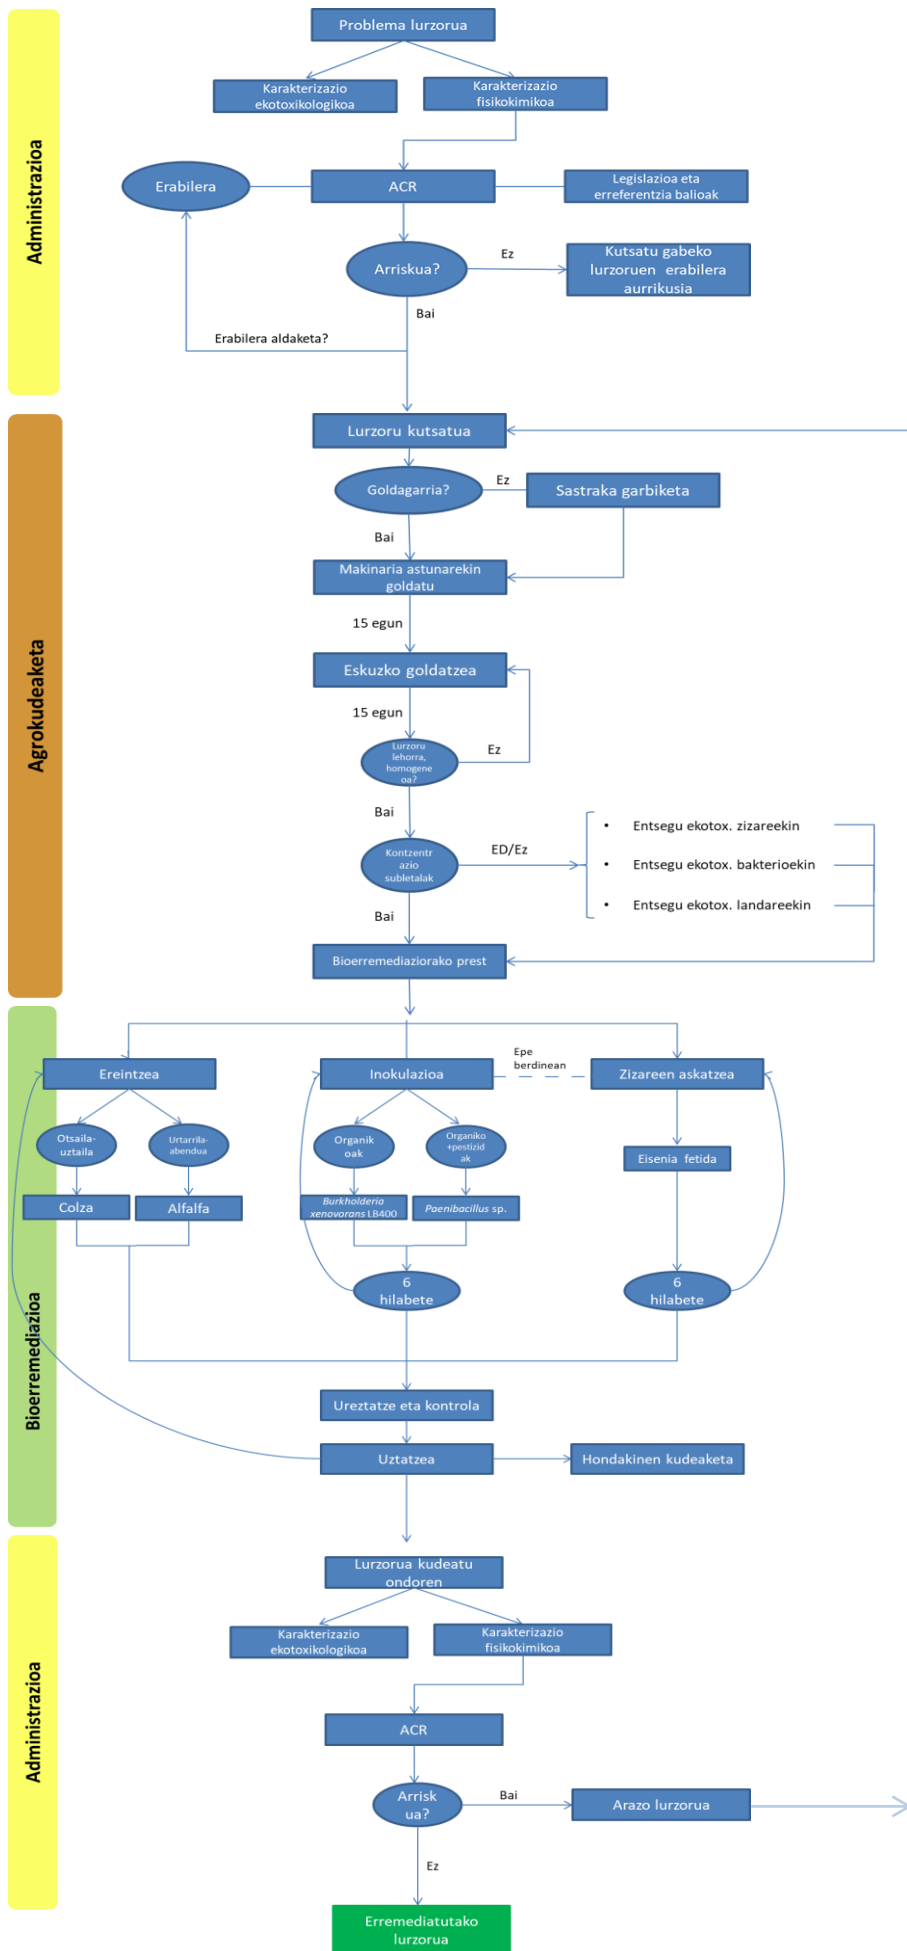 Administrazioa
Problema lurzorua
Karakterizazio
ekotoxikologikoa
Karakterizazio
fisikokimikoa
Erabilera
ACR
Legislazioa eta
erreferentzia balioak
Arriskua?
Ez
Kutsatu gabeko
lurzoruen erabilera
aurrikusia
Bai
Erabilera aldaketa?
Agrokudeaketa
Lurzoru kutsatua
Goldagarria?
Ez
Sastraka garbiketa
Bai
Makinaria astunarekin
goldatu
15 egun
Eskuzko goldatzea
15 egun
Lurzoru
lehorra,
homogene
oa?
Ez
Bai
Kontzentr
azio
subletalak
ED/Ez
• Entsegu ekotox. zizareekin
• Entsegu ekotox. bakterioekin
• Entsegu ekotox. landareekin
Bai
Bioerremediaziorako prest
Bioerremediazioa
Ereintzea
Inokulazioa
Epe
berdinean
Zizareen askatzea
Otsaila-
uztaila
Urtarrila-
abendua
Organik
oak
Organiko
+pestizid
ak
Eisenia fetida
Colza
Alfalfa
Burkholderia
xenovorans LB400
Paenibacillus sp.
6
hilabete
6
hilabete
Ureztatze eta kontrola
Uztatzea
Hondakinen kudeaketa
Administrazioa
Lurzorua kudeatu
ondoren
Karakterizazio
ekotoxikologikoa
Karakterizazio
fisikokimikoa
ACR
Arrisk
ua?
Bai
Arazo lurzorua
Ez
Erremediatutako
lurzorua